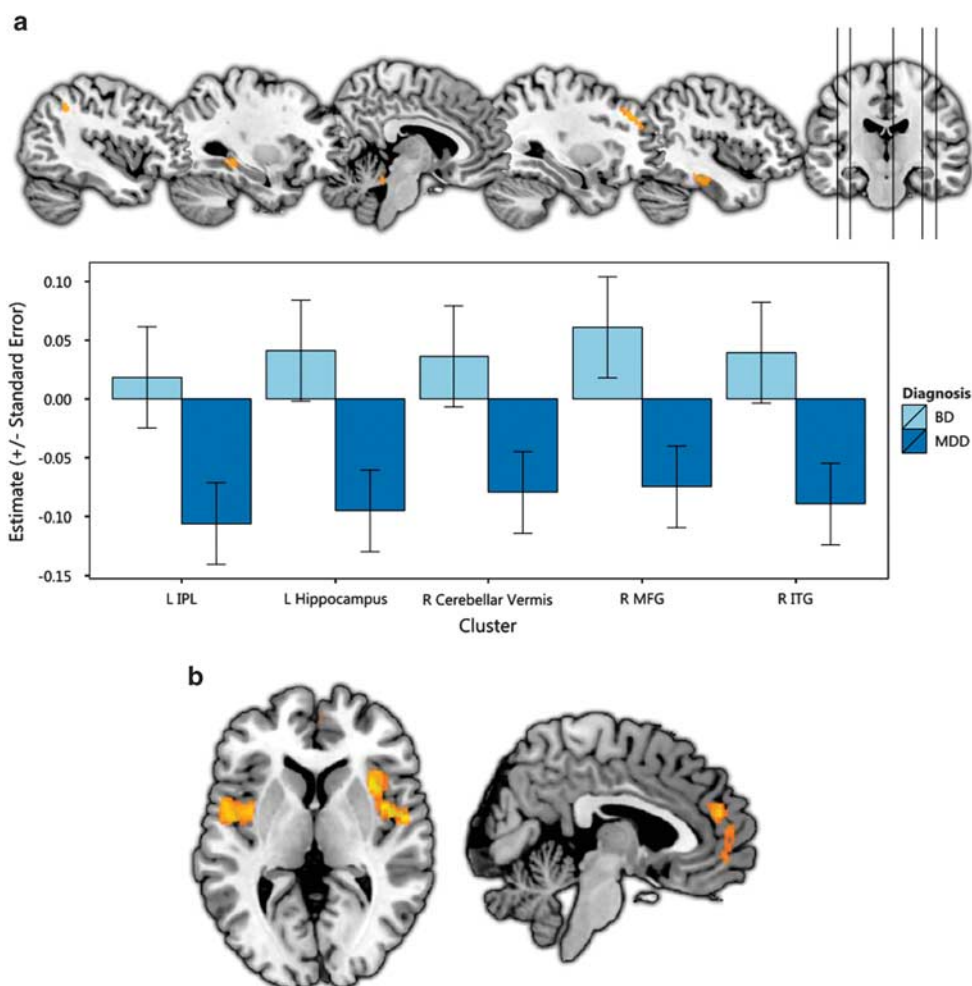 a
0.10
0.05
0.00
-0.05
-0.10
-0.15
Estimate (+/- Standard Error)
L IPL
L Hippocampus
R Cerebellar Vermis
R MFG
R ITG
Cluster
Diagnosis
BD
MDD
b